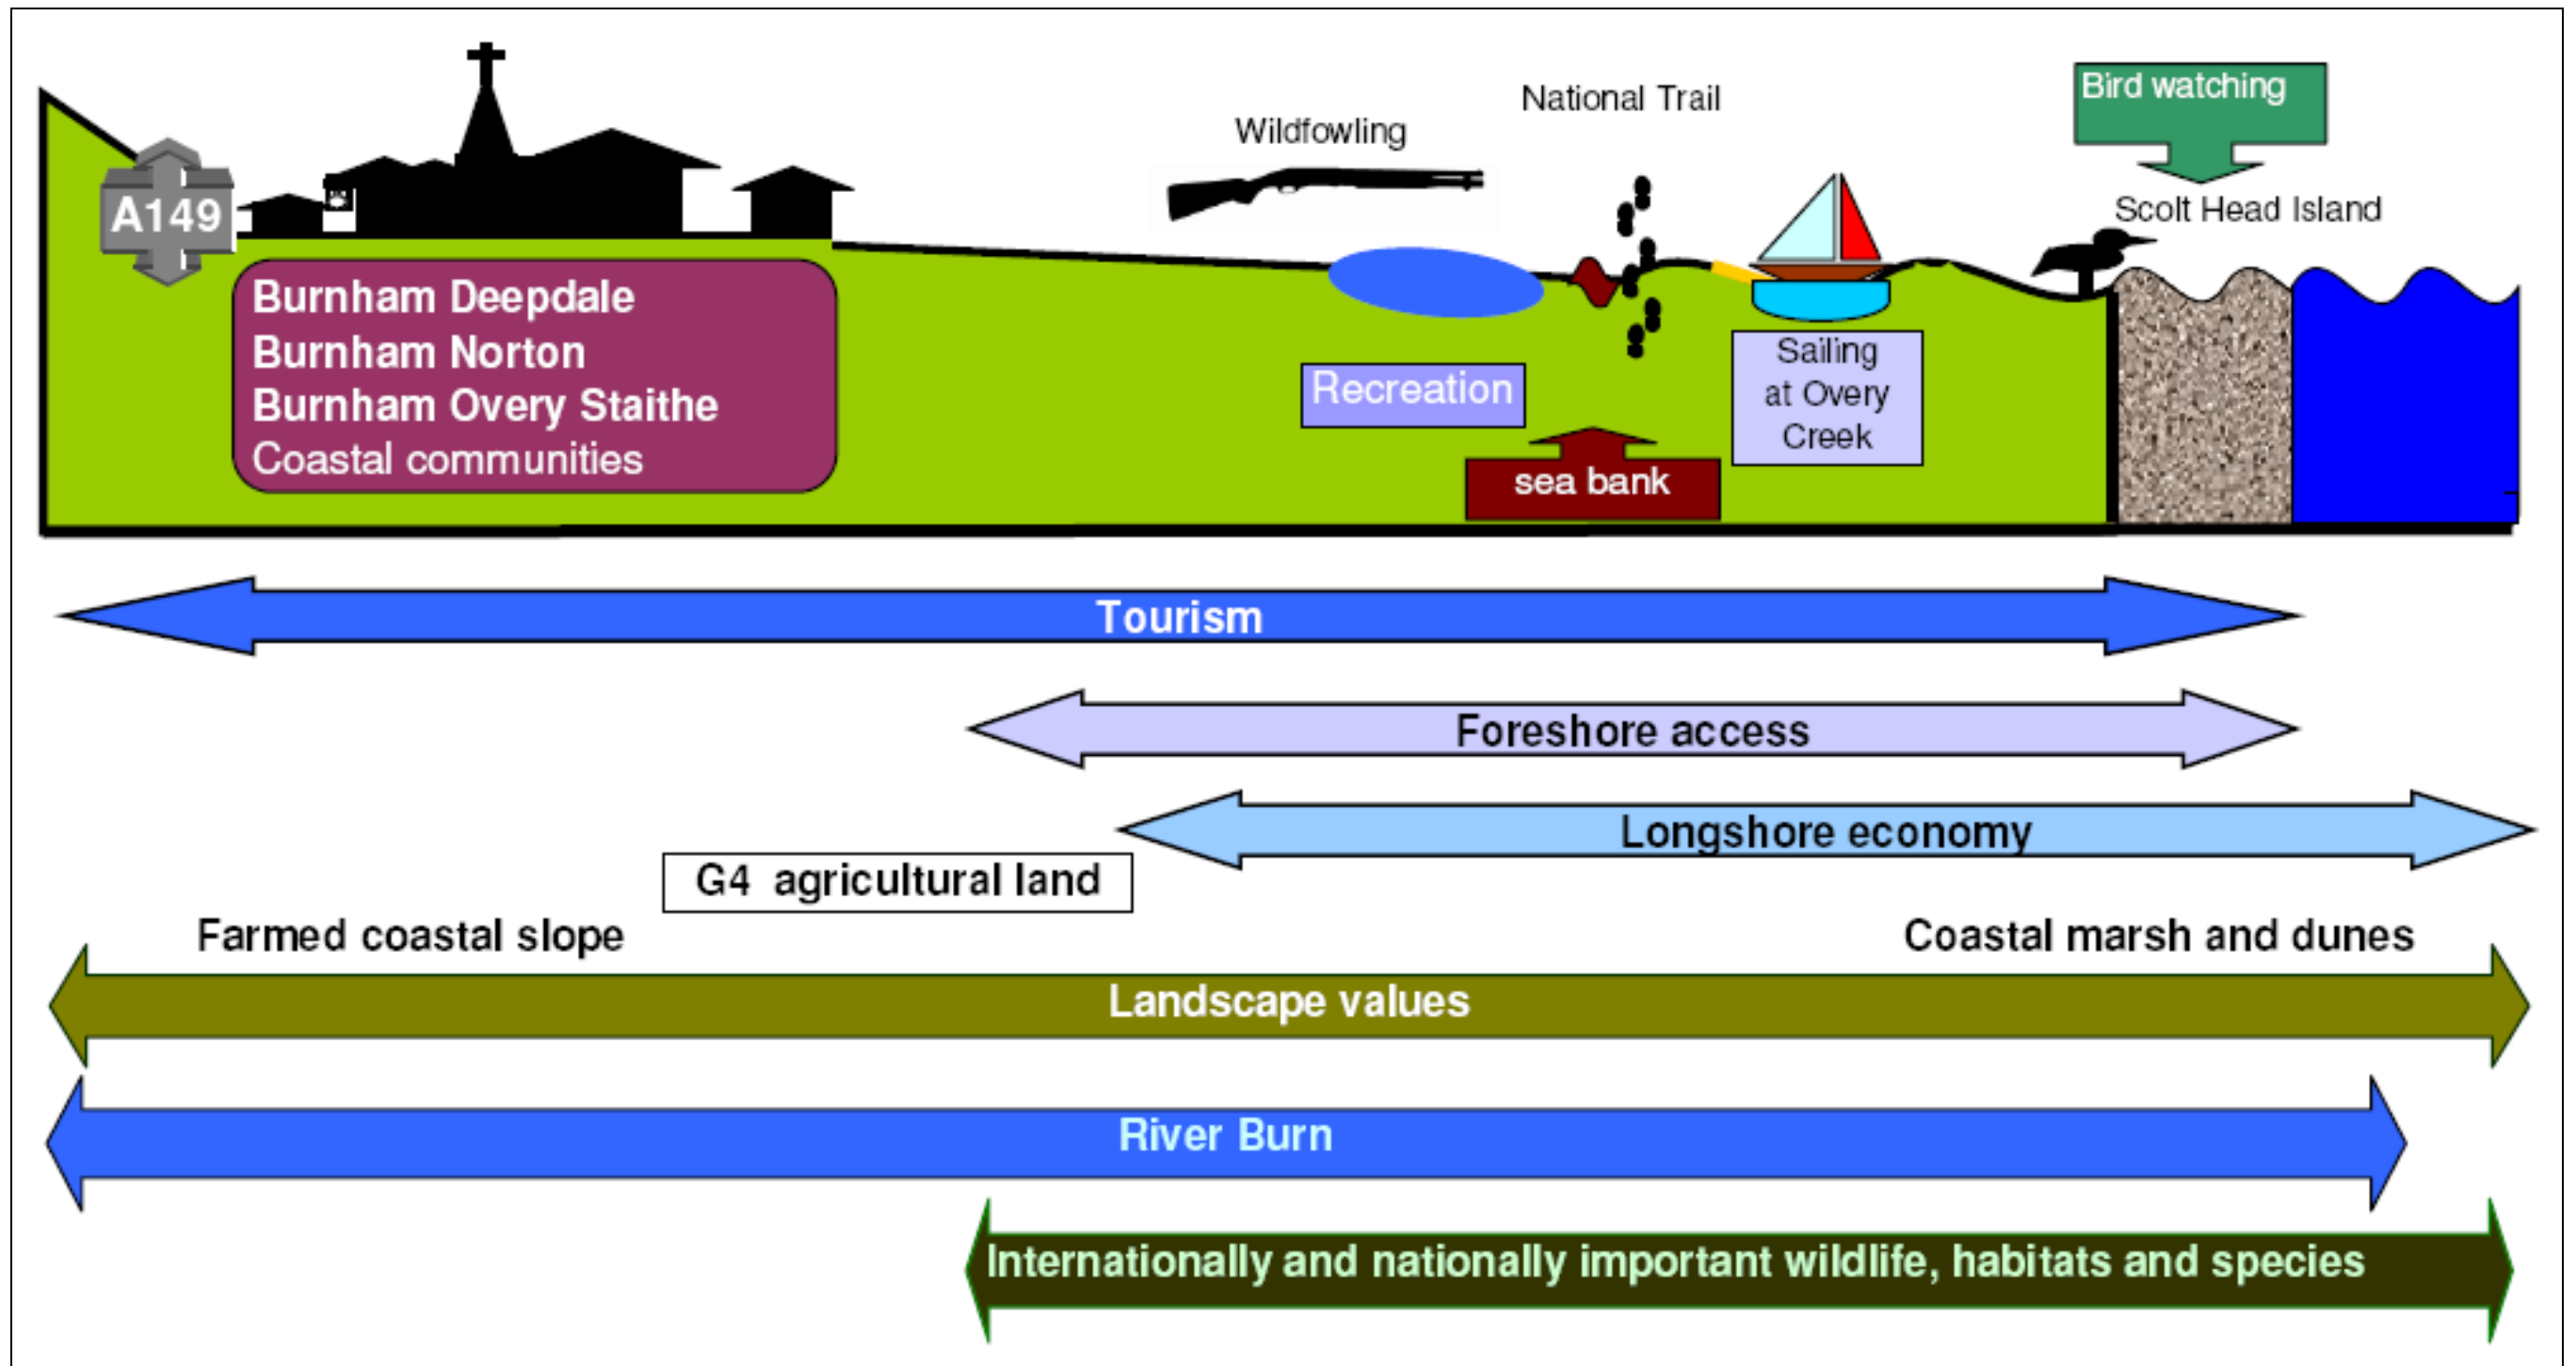 National Trail
Bird watching
Wildfowling
Scolt Head Island
A149
Burnham Deepdale
Burnham Norton
Burnham Overy Staithe
Coastal communities
Recreation
Sailing
at Overy
Creek
sea bank
Tourism
Foreshore access
Longshore economy
G4 agricultural land
Farmed coastal slope
Coastal marsh and dunes
Landscape values
River Burn
Internationally and nationally important wildlife, habitats and species